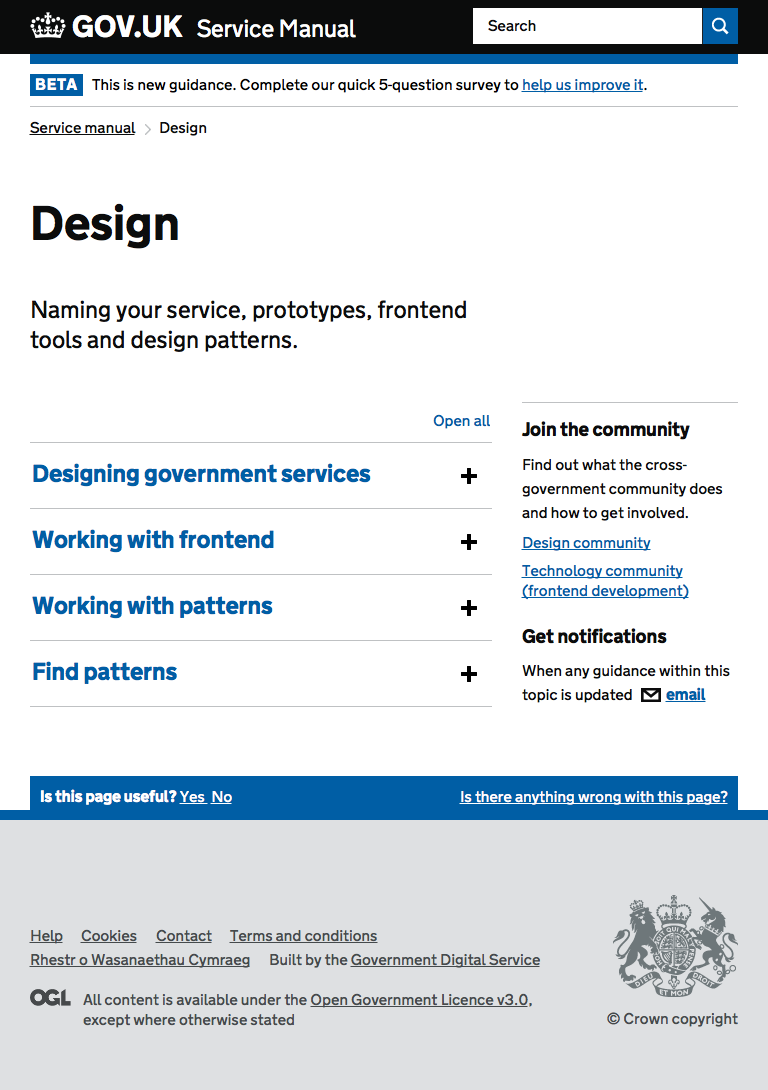 GOV.UK Service Manual
Search
BETA This is new guidance. Complete our quick 5-question survey to help us improve it.
Service manual Design
Design
Naming your service, prototypes, frontend
tools and design patterns.
Open all
Designing government services
Working with frontend
Working with patterns
Find patterns
Join the community
Find out what the cross-
government community does
and how to get involved.
Design community
Technology community
(frontend development)
Get notifications
When any guidance within this
topic is updated email
Is this page useful? Yes No
Is there anything wrong with this page?
Help Cookies Contact Terms and conditions
Rhestr o Wasanaethau Cymraeg Built by the Government Digital Service
OGL All content is available under the Open Government Licence v3.0,
except where otherwise stated
DIEU ET MON DROIT
© Crown copyright